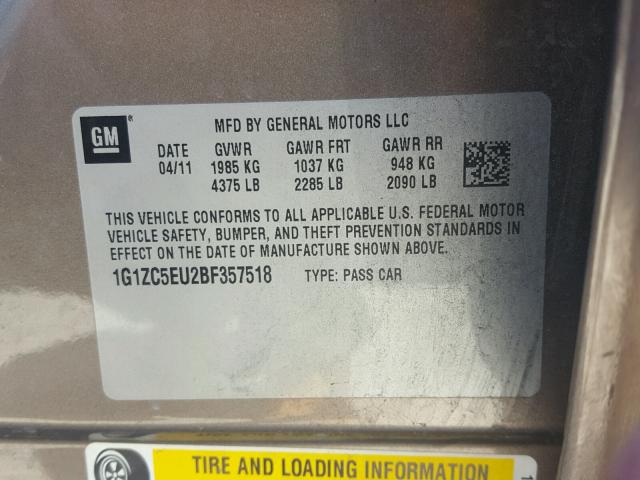 GM
®
MFD BY GENERAL MOTORS LLC
DATE GVWR GAWR FRT GAWR RR
04/11 1985 KG 1037 KG 948 KG
4375 LB 2285 LB 2090 LB
THIS VEHICLE CONFORMS TO ALL APPLICABLE U.S. FEDERAL MOTOR
VEHICLE SAFETY, BUMPER, AND THEFT PREVENTION STANDARDS IN
EFFECT ON THE DATE OF MANUFACTURE SHOWN ABOVE.
1G1ZC5EU2BF357518 TYPE: PASS CAR
TIRE AND LOADING INFORMATION